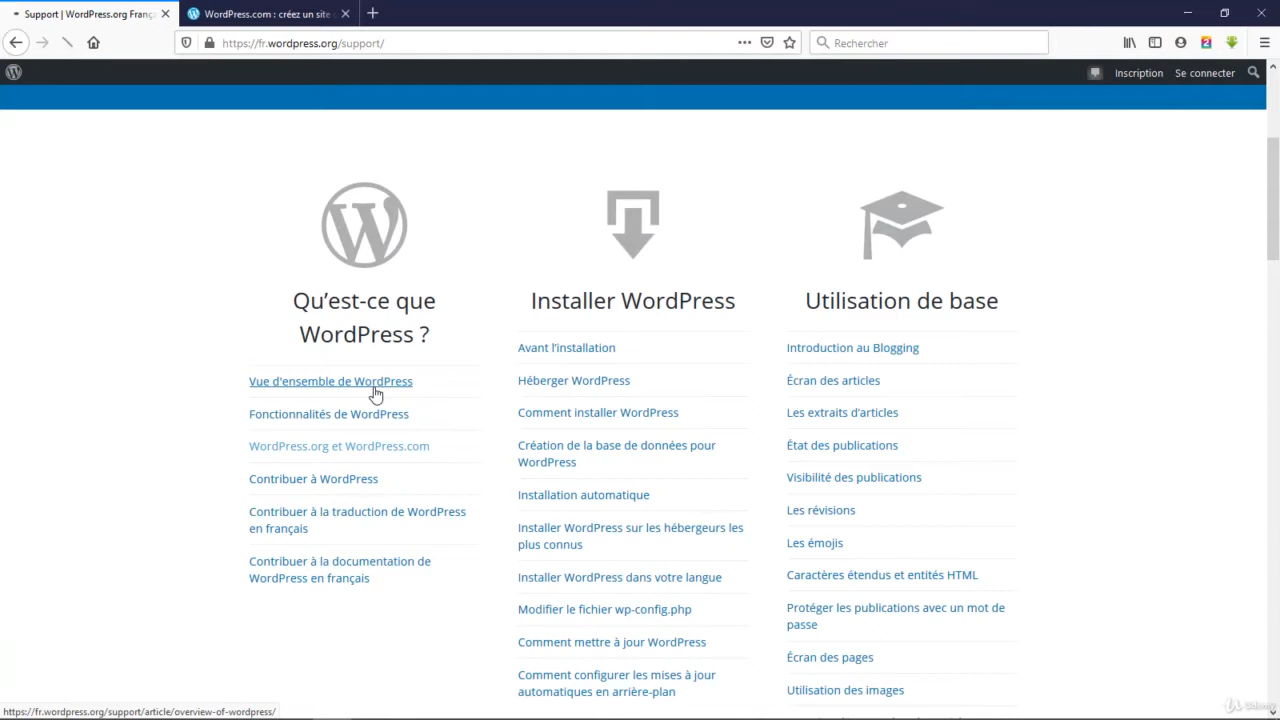 Support | WordPress.org França
WordPress.com : créez un site o
https://fr.wordpress.org/support/
Rechercher
Inscription
Se connecter
Qu’est-ce que
WordPress ?
Vue d'ensemble de WordPress
Fonctionnalités de WordPress
WordPress.org et WordPress.com
Contribuer à WordPress
Contribuer à la traduction de WordPress
en français
Contribuer à la documentation de
WordPress en français
Installer WordPress
Avant l’installation
Héberger WordPress
Comment installer WordPress
Création de la base de données pour
WordPress
Installation automatique
Installer WordPress sur les hébergeurs les
plus connus
Installer WordPress dans votre langue
Modifier le fichier wp-config.php
Comment mettre à jour WordPress
Comment configurer les mises à jour
automatiques en arrière-plan
Utilisation de base
Introduction au Blogging
Écran des articles
Les extraits d’articles
État des publications
Visibilité des publications
Les révisions
Les émojis
Caractères étendus et entités HTML
Protéger les publications avec un mot de
passe
Écran des pages
Utilisation des images
https://fr.wordpress.org/support/article/overview-of-wordpress/
Udemy